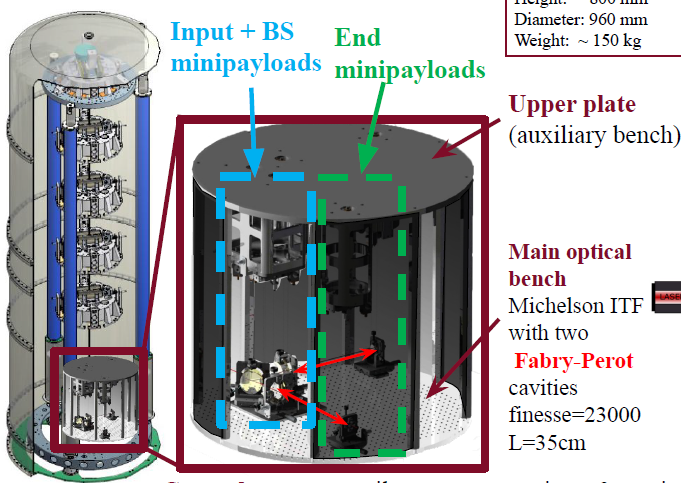 Height: ~ 800 mm
Diameter: 960 mm
Weight: ~ 150 kg
Input + BS
minipayloads
End
minipayloads
Upper plate
(auxiliary bench)
Main optical
bench
Michelson ITF
LASER
with two
Fabry-Perot
cavities
finesse=23000
L=35cm